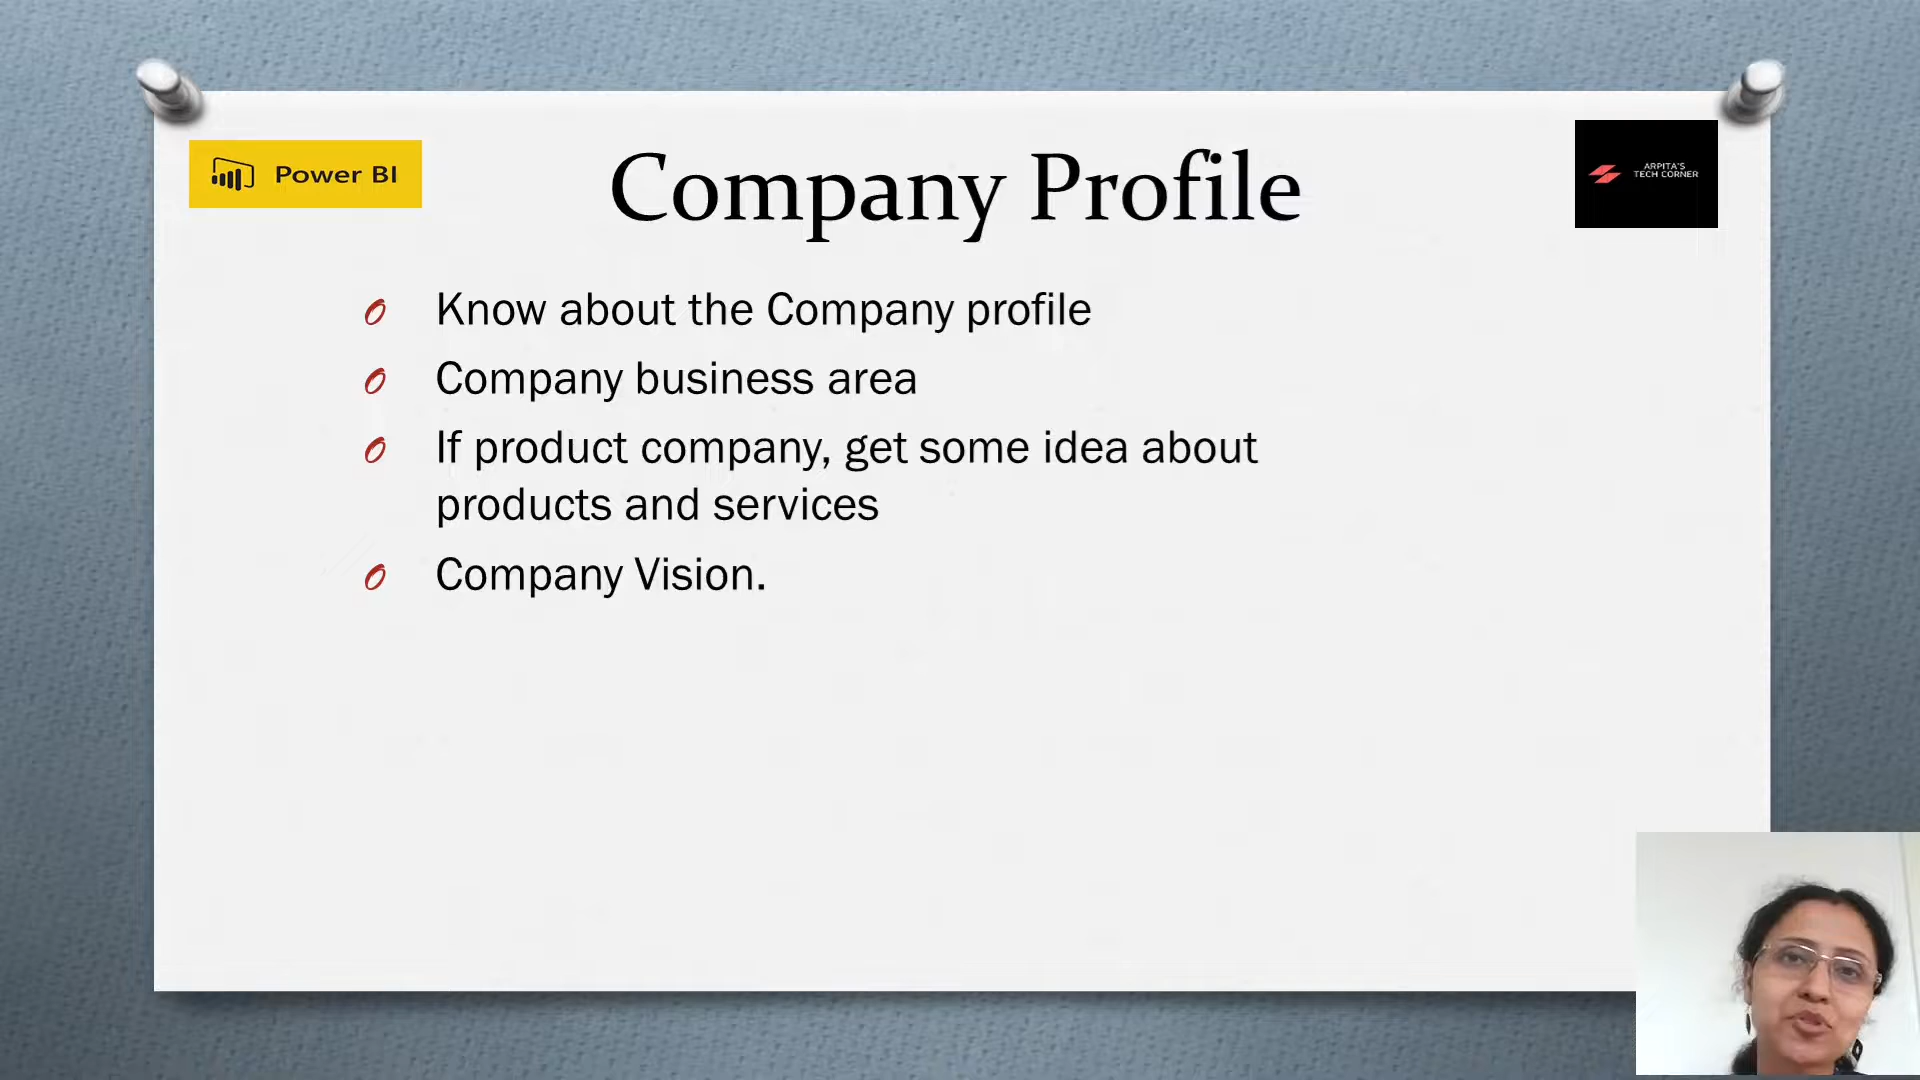 Power BI
Company Profile
ARPITA'S
TECH CORNER
Know about the Company profile
Company business area
If product company, get some idea about
products and services
Company Vision.